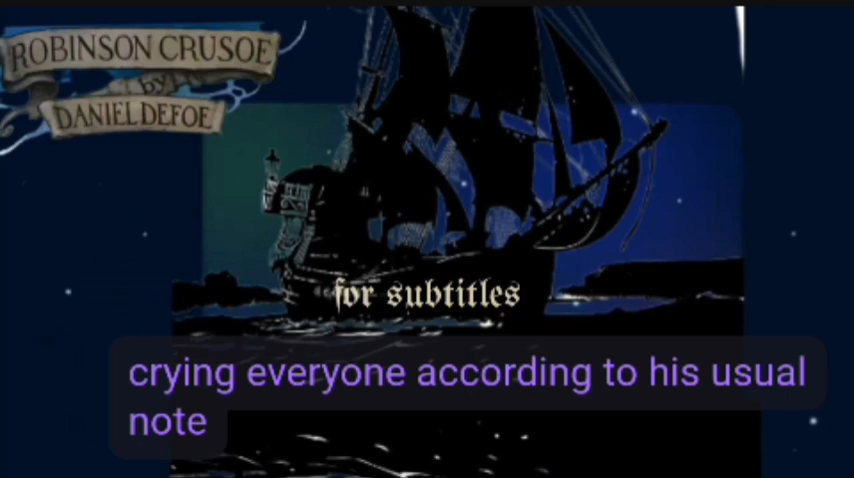 ROBINSON CRUSOE
by
DANIEL DEFOE
for subtitles
crying everyone according to his usual
note